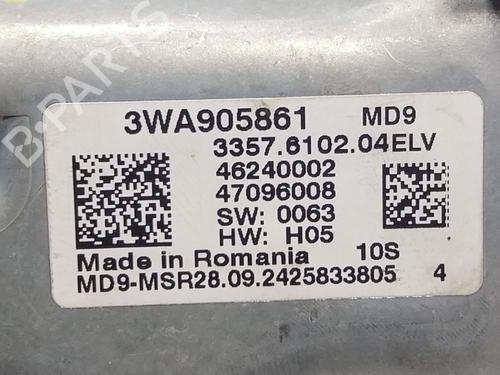 3WA905861 MD9
3357.6102.04ELV
46240002
47096008
SW: 0063
HW: H05
Made in Romania 10S
MD9-MSR28.09.2425833805 4
B-PARTS